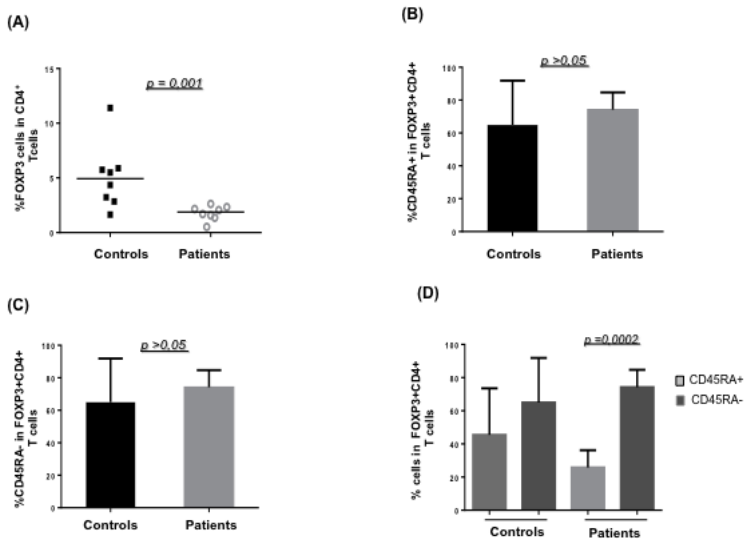 (A)
p = 0,001
%FOXP3 cells in CD4+
Tcells
15
10
5
0
Controls Patients
(B)
p >0,05
%CD45RA+ in FOXP3+CD4+
T cells
100
80
60
40
20
0
Controls Patients
(C)
p >0,05
%CD45RA- in FOXP3+CD4+
T cells
100
80
60
40
20
0
Controls Patients
(D)
p =0,0002
% cells in FOXP3+CD4+
T cells
100
80
60
40
20
0
Controls Patients
CD45RA+
CD45RA-